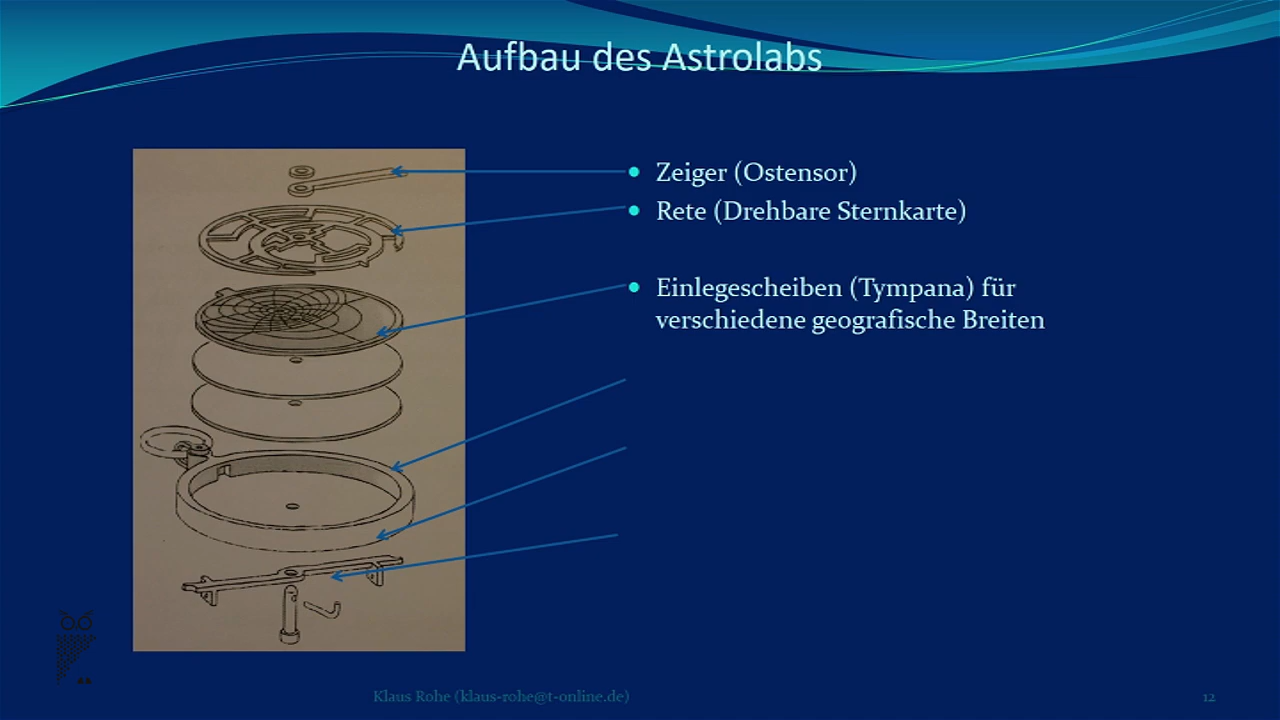 Aufbau des Astrolabs
Zeiger (Ostensor)
Rete (Drehbare Sternkarte)
Einlegescheiben (Tympana) für
verschiedene geografische Breiten
Klaus Rohe (klaus-rohe@t-online.de)
12